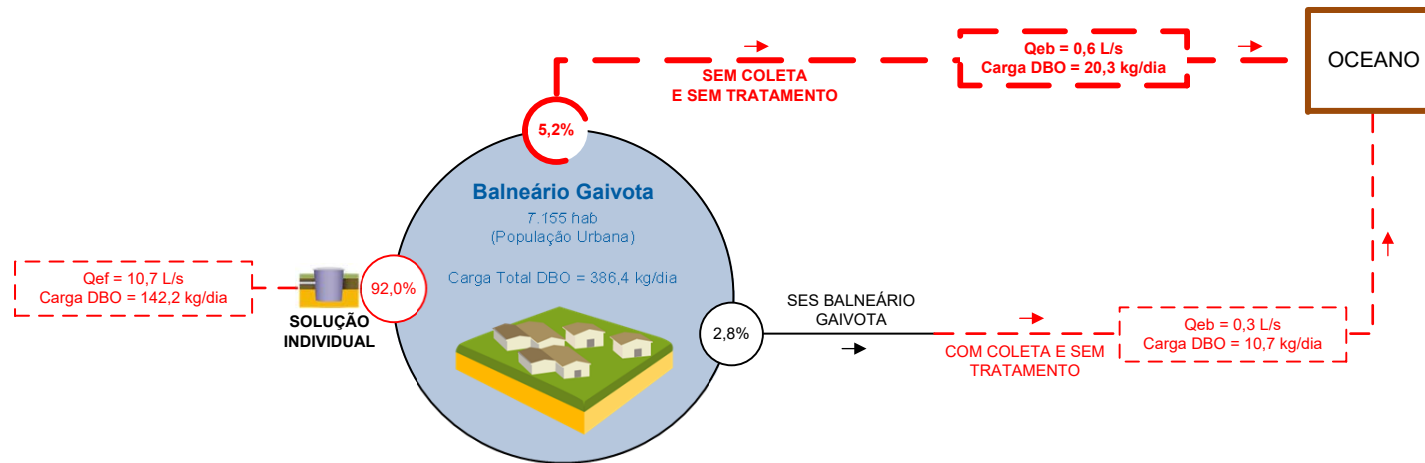 Qeb = 0,6 L/s
Carga DBO = 20,3 kg/dia
OCEANO
SEM COLETA
E SEM TRATAMENTO
5,2%
Balneário Gaivota
7.155 hab
(População Urbana)
Carga Total DBO = 386,4 kg/dia
Qef = 10,7 L/s
Carga DBO = 142,2 kg/dia
92,0%
SOLUÇÃO
INDIVIDUAL
2,8%
SES BALNEÁRIO
GAIVOTA
COM COLETA E SEM
TRATAMENTO
Qeb = 0,3 L/s
Carga DBO = 10,7 kg/dia